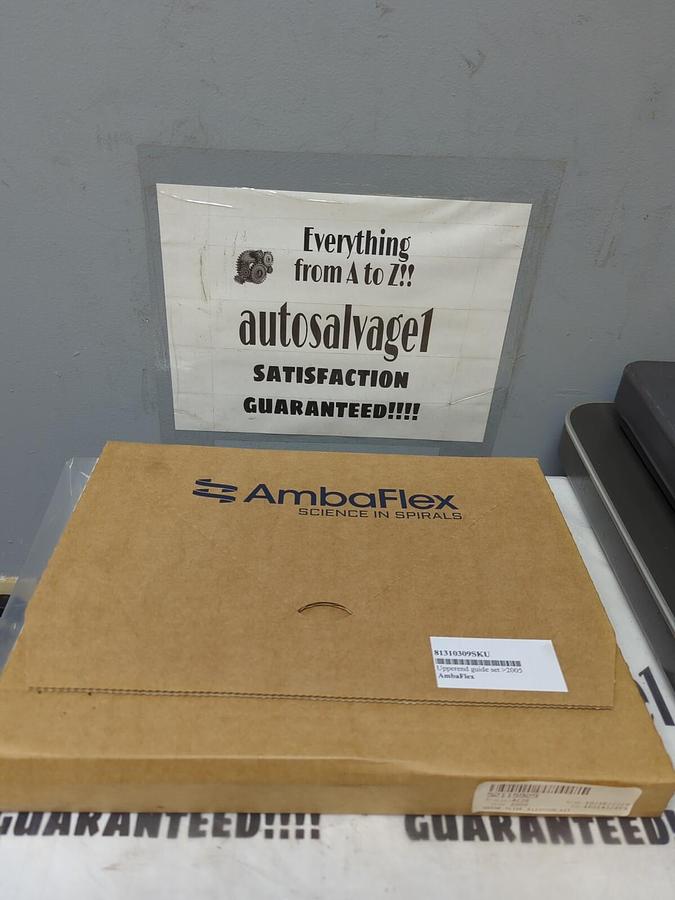 Everything
from A to Z!!
autosalvage1
SATISFACTION
GUARANTEED!!!!
AmbaFlex
SCIENCE IN SPIRALS
81310309SKU
Upperend guide set >2005
AmbaFlex
GUARANTEED!!!! GUARANTEED